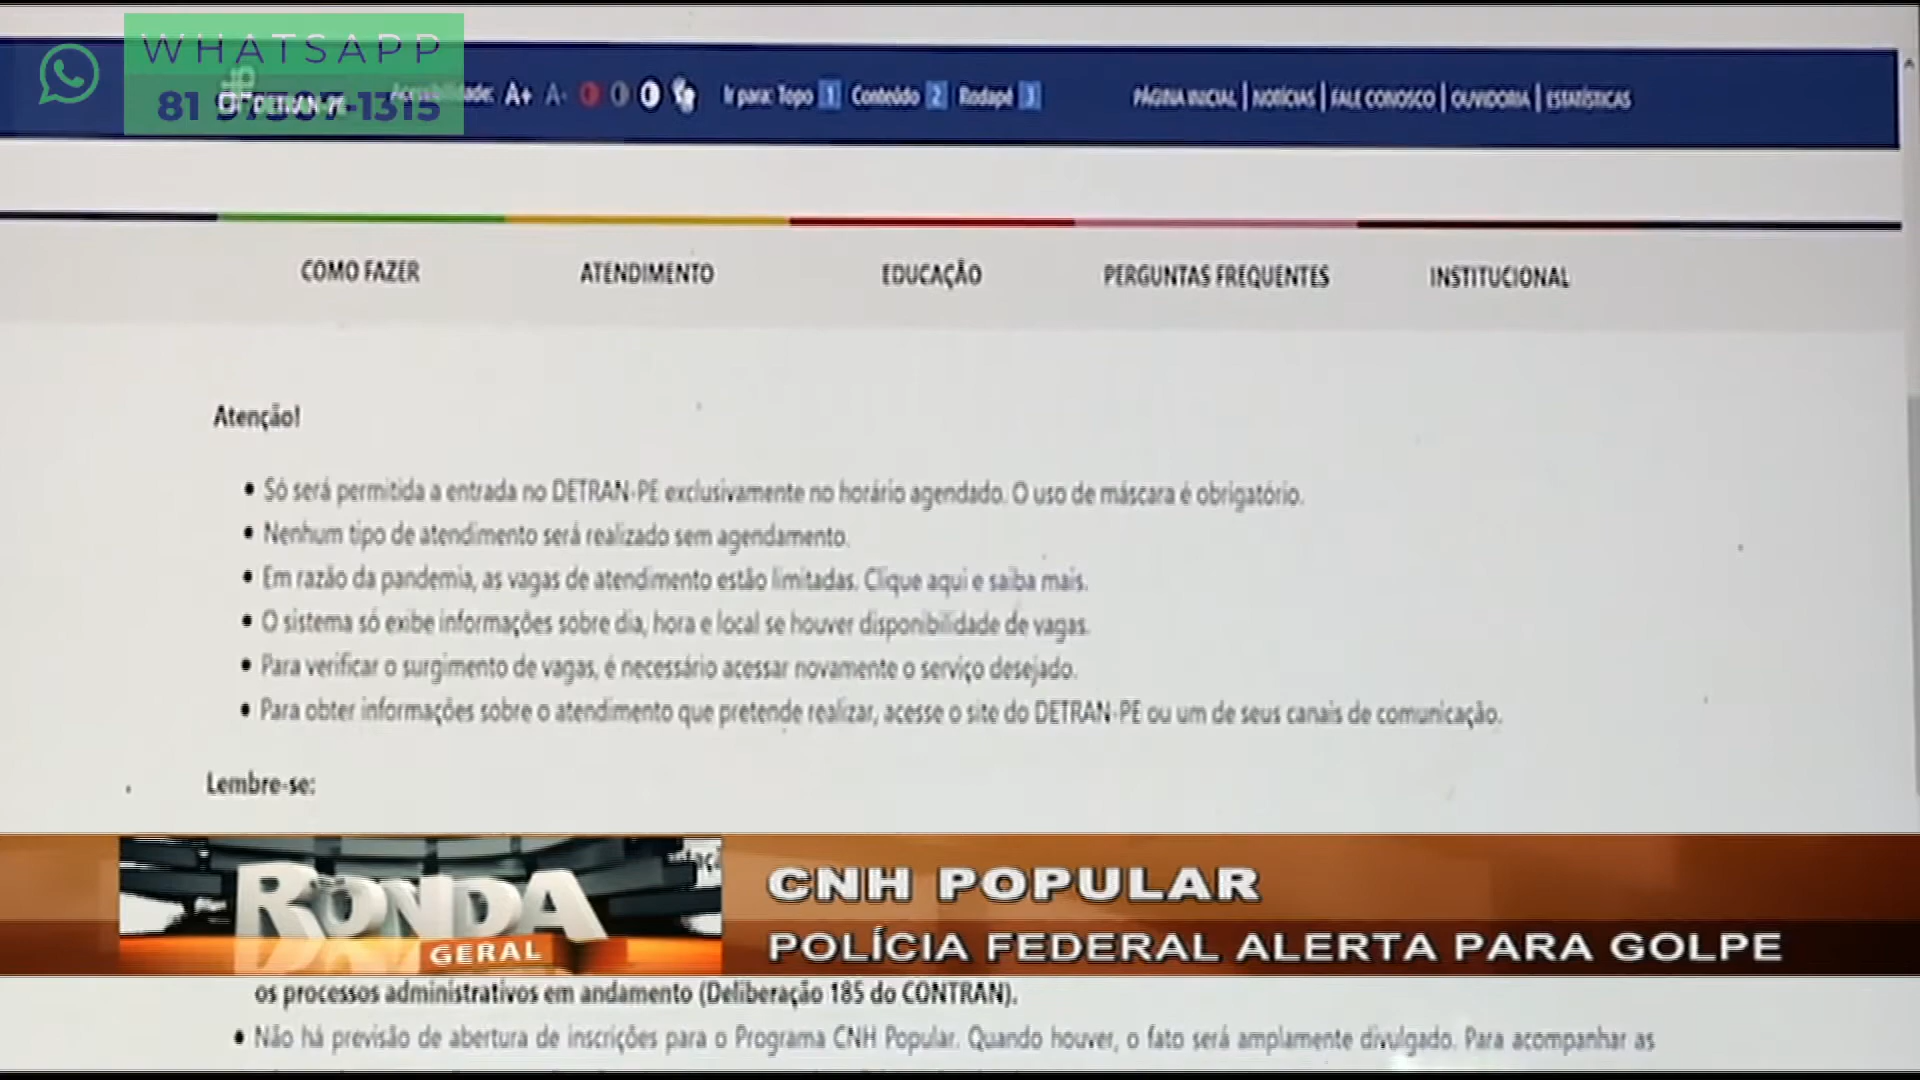 WHATSAPP
81 97307-1315
DETRAN-PE
Acessibilidade: A+ A- Ir para: Topo 1 Conteúdo 2 Rodapé 3
PÁGINA INICIAL | NOTÍCIAS | FALE CONOSCO | OUVIDORIA | ESTATÍSTICAS
COMO FAZER ATENDIMENTO EDUCAÇÃO PERGUNTAS FREQUENTES INSTITUCIONAL
Atenção!
• Só será permitida a entrada no DETRAN-PE exclusivamente no horário agendado. O uso de máscara é obrigatório.
• Nenhum tipo de atendimento será realizado sem agendamento.
• Em razão da pandemia, as vagas de atendimento estão limitadas. Clique aqui e saiba mais.
• O sistema só exibe informações sobre dia, hora e local se houver disponibilidade de vagas.
• Para verificar o surgimento de vagas, é necessário acessar novamente o serviço desejado.
• Para obter informações sobre o atendimento que pretende realizar, acesse o site do DETRAN-PE ou um de seus canais de comunicação.
Lembre-se:
RONDA
GERAL
CNH POPULAR
POLÍCIA FEDERAL ALERTA PARA GOLPE
os processos administrativos em andamento (Deliberação 185 do CONTRAN).
• Não há previsão de abertura de inscrições para o Programa CNH Popular. Quando houver, o fato será amplamente divulgado. Para acompanhar as